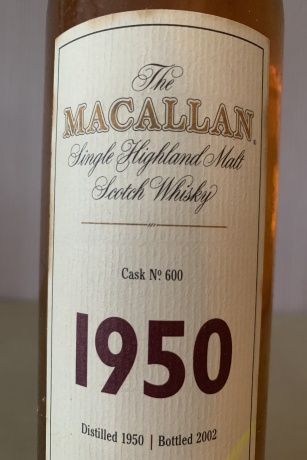 The
MACALLAN
Single Highland Malt
Scotch Whisky
Cask Nº 600
1950
Distilled 1950 | Bottled 2002